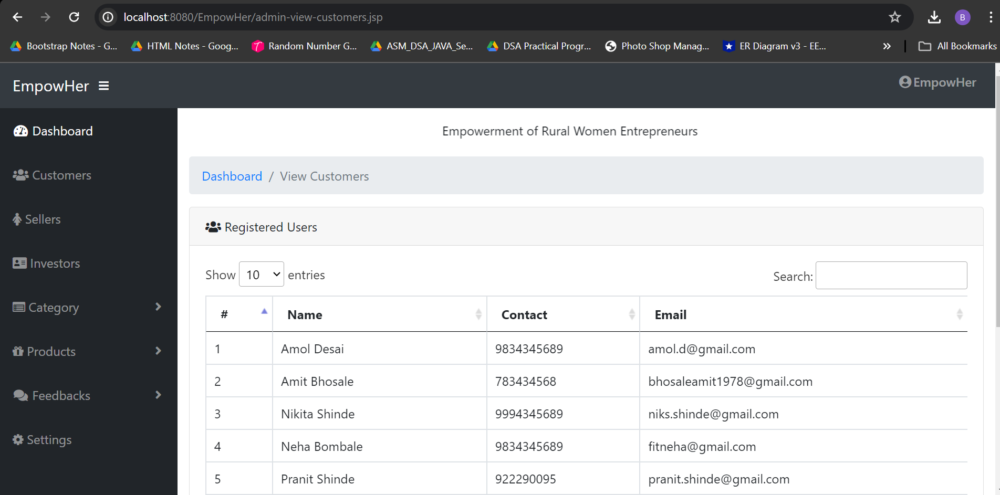 localhost:8080/EmpowHer/admin-view-customers.jsp
B
Bootstrap Notes - G... HTML Notes - Goog... Random Number G... ASM_DSA_JAVA_Se... DSA Practical Progr... Photo Shop Manag... ER Diagram v3 - EE... » All Bookmarks
EmpowHer
EmpowHer
Dashboard
Customers
Sellers
Investors
Category
Products
Feedbacks
Settings
Empowerment of Rural Women Entrepreneurs
Dashboard / View Customers
Registered Users
Show 10 entries
Search:
# Name Contact Email
1 Amol Desai 9834345689 amol.d@gmail.com
2 Amit Bhosale 783434568 bhosaleamit1978@gmail.com
3 Nikita Shinde 9994345689 niks.shinde@gmail.com
4 Neha Bombale 9834345689 fitneha@gmail.com
5 Pranit Shinde 922290095 pranit.shinde@gmail.com